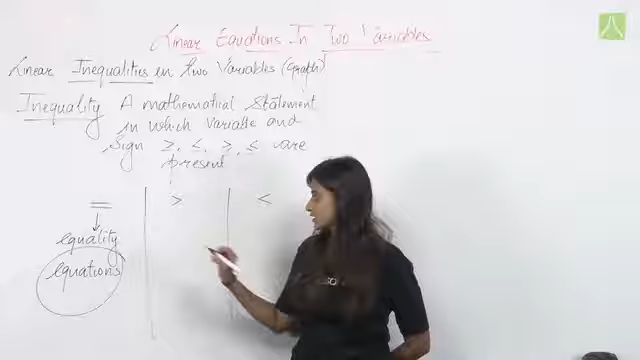 Linear Equations In Two Variables
Linear Inequalities in two Variables (Graph)
Inequality A mathematical Statement
in which variable and
Sign >, <, ≥, ≤ are
present
= > <
equality
equations